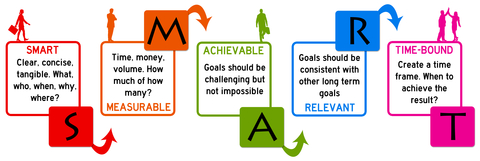 SMART
Clear, concise,
tangible. What,
who, when, why,
where?
S
M
Time, money,
volume. How
much of how
many?
MEASURABLE
ACHIEVABLE
Goals should be
challenging but
not impossible
A
R
Goals should be
consistent with
other long term
goals
RELEVANT
TIME-BOUND
Create a time
frame. When to
achieve the
result?
T